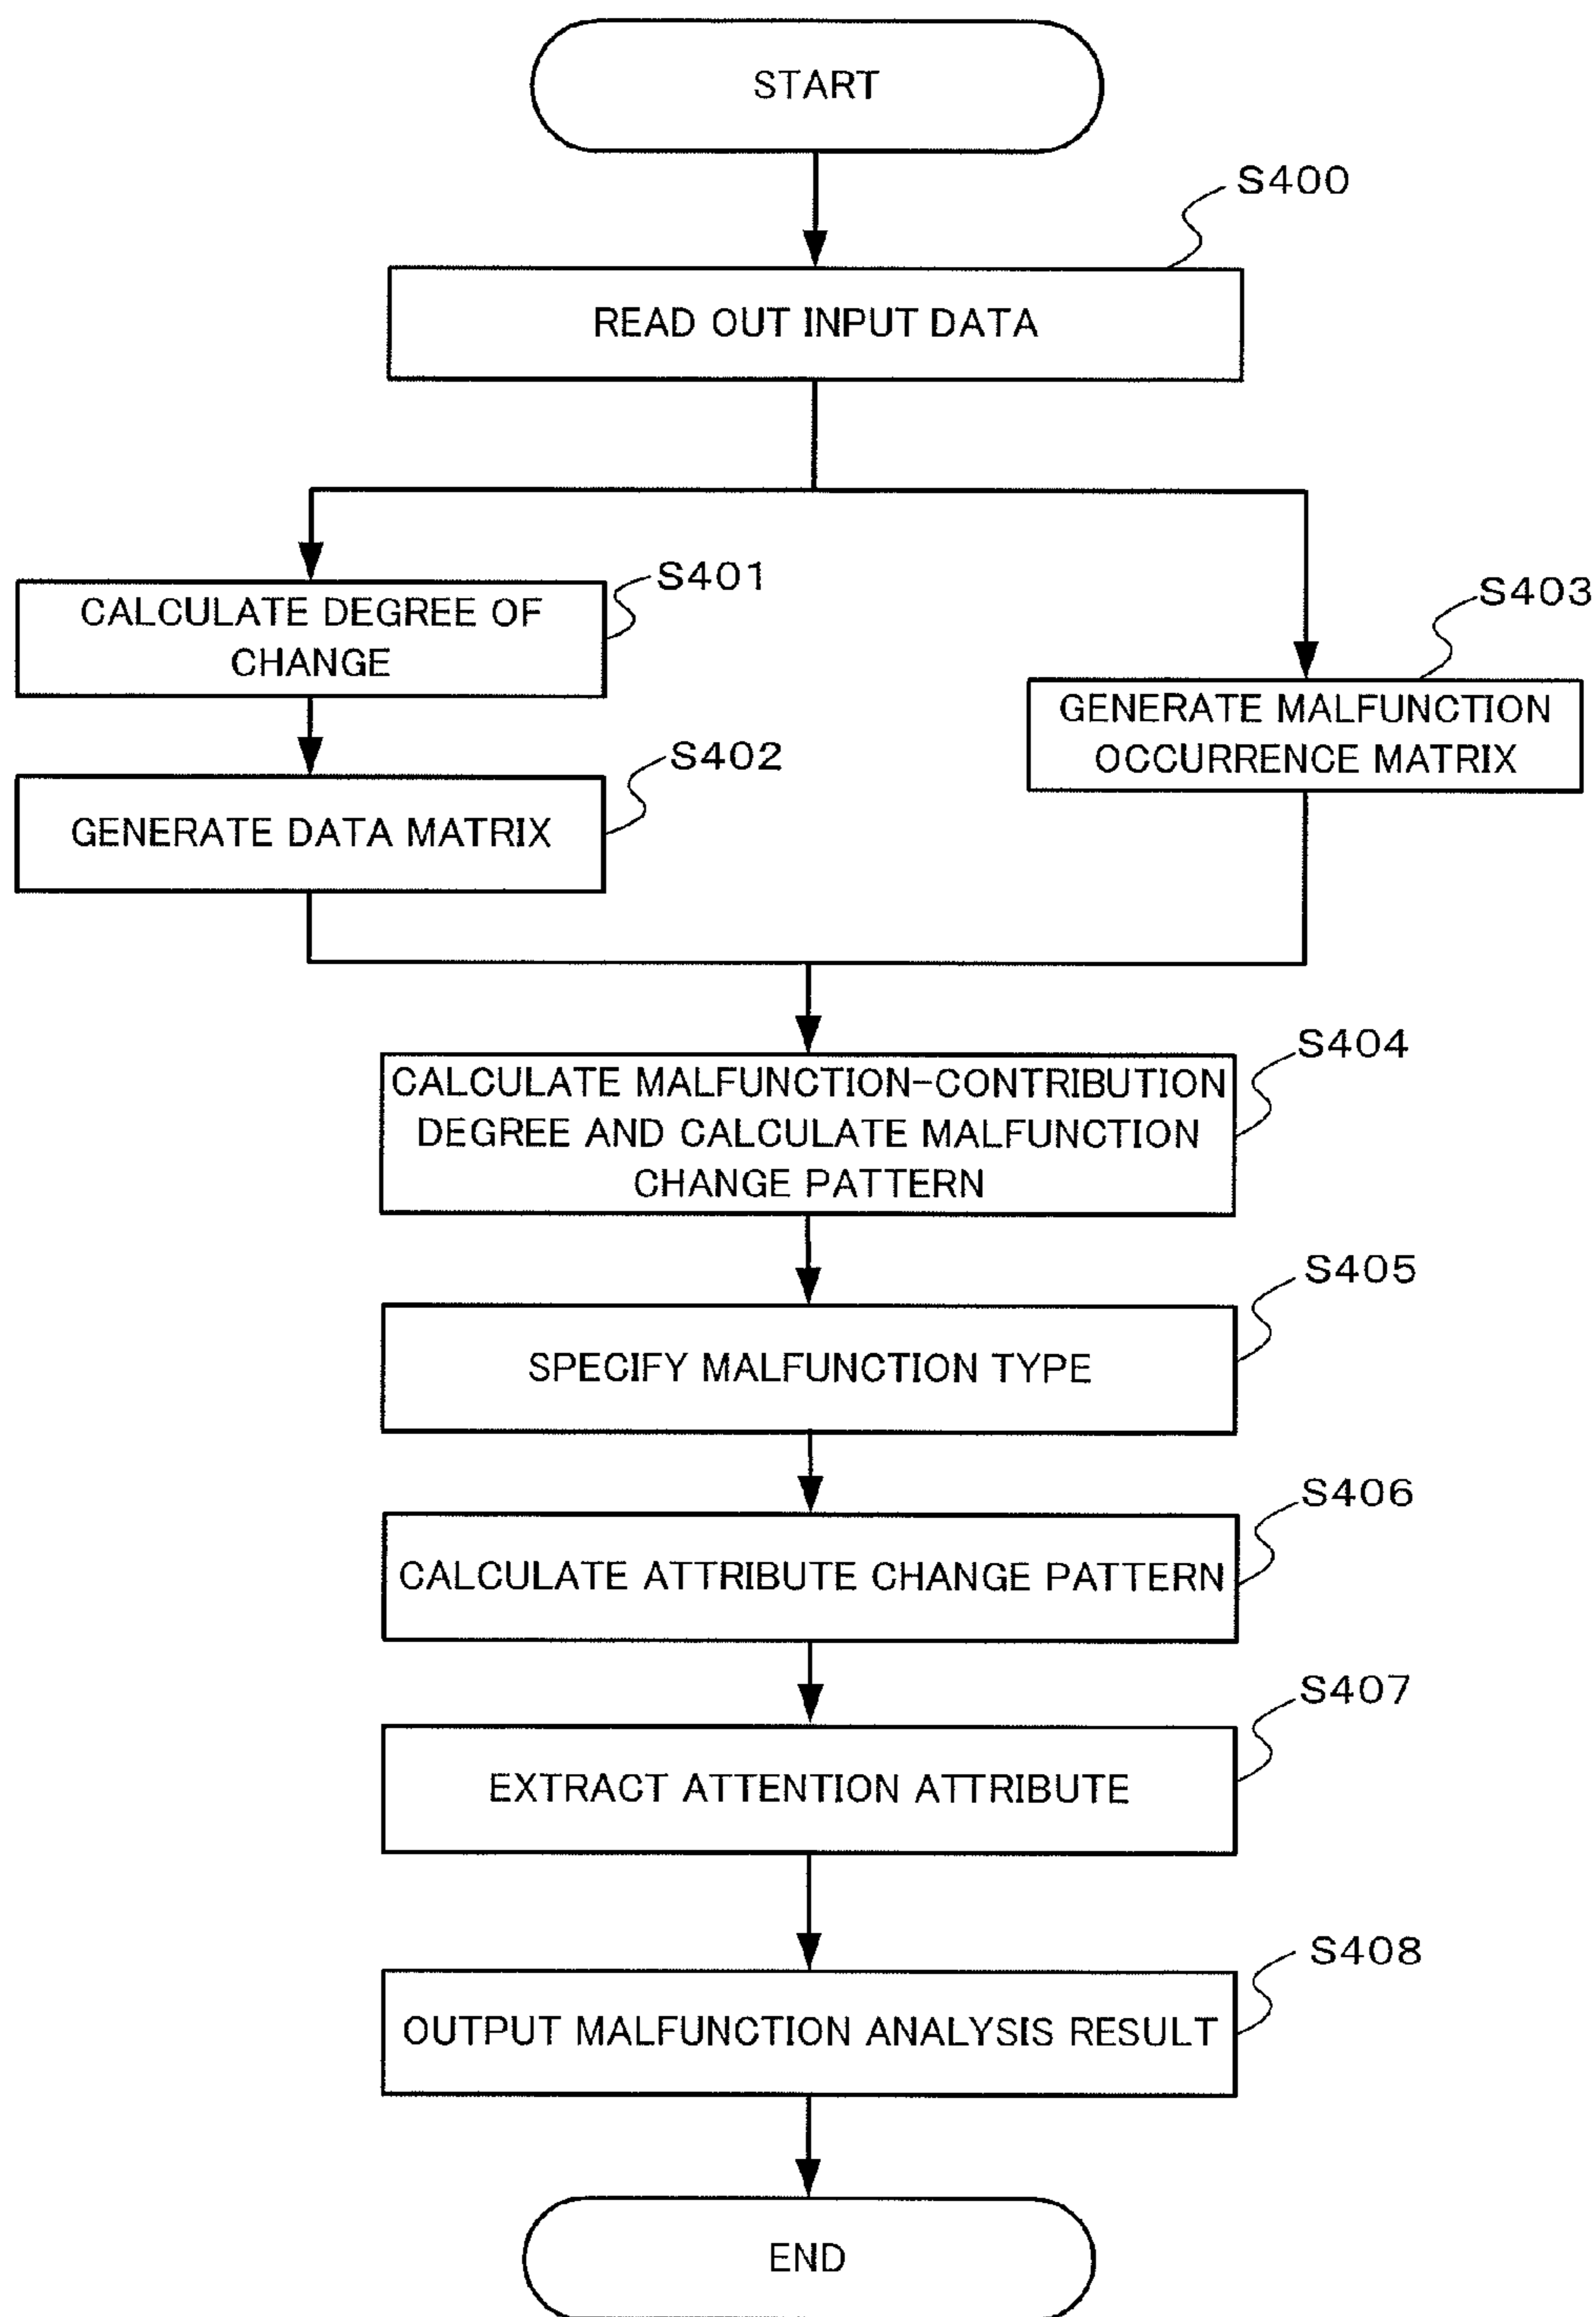 START
S400
READ OUT INPUT DATA
S401
CALCULATE DEGREE OF
CHANGE
S403
GENERATE MALFUNCTION
OCCURRENCE MATRIX
S402
GENERATE DATA MATRIX
S404
CALCULATE MALFUNCTION-CONTRIBUTION
DEGREE AND CALCULATE MALFUNCTION
CHANGE PATTERN
S405
SPECIFY MALFUNCTION TYPE
S406
CALCULATE ATTRIBUTE CHANGE PATTERN
S407
EXTRACT ATTENTION ATTRIBUTE
S408
OUTPUT MALFUNCTION ANALYSIS RESULT
END